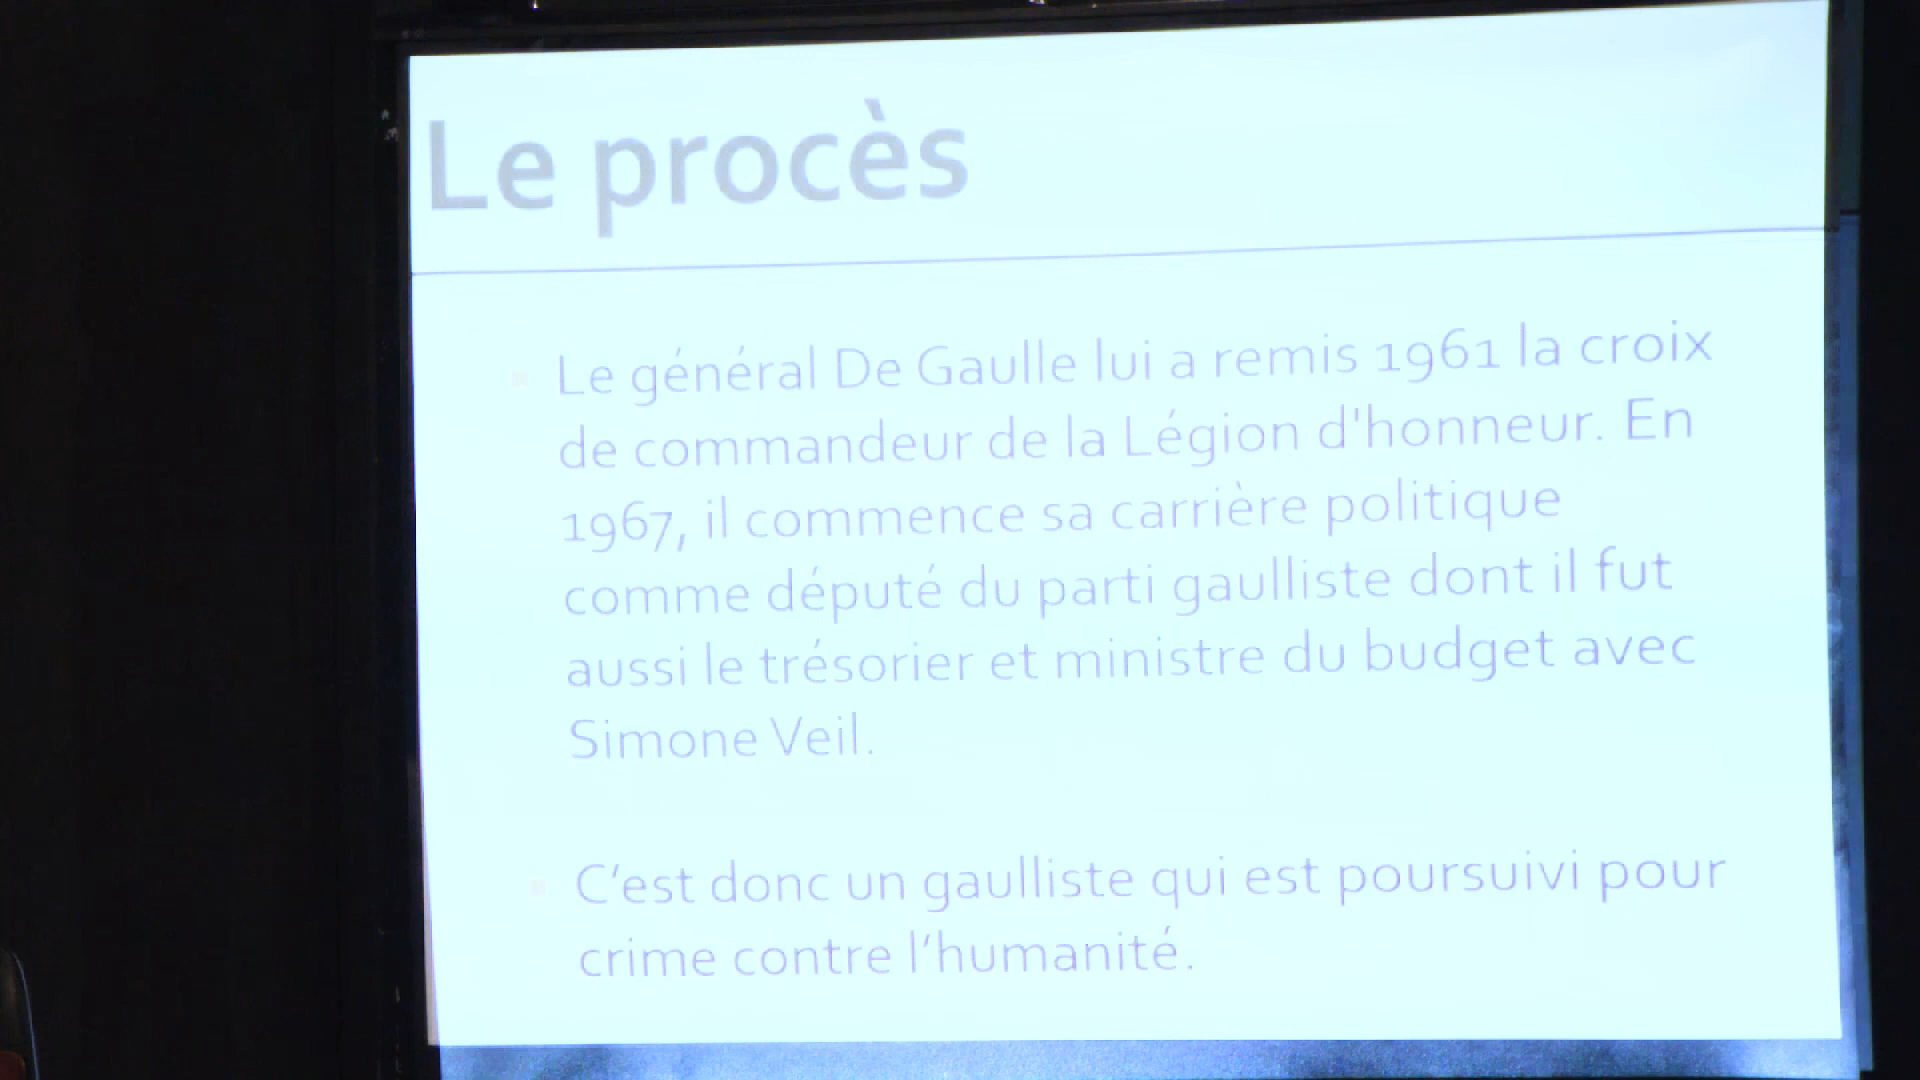 Le procès
Le général De Gaulle lui a remis 1961 la croix
de commandeur de la Légion d'honneur. En
1967, il commence sa carrière politique
comme député du parti gaulliste dont il fut
aussi le trésorier et ministre du budget avec
Simone Veil.
C’est donc un gaulliste qui est poursuivi pour
crime contre l’humanité.